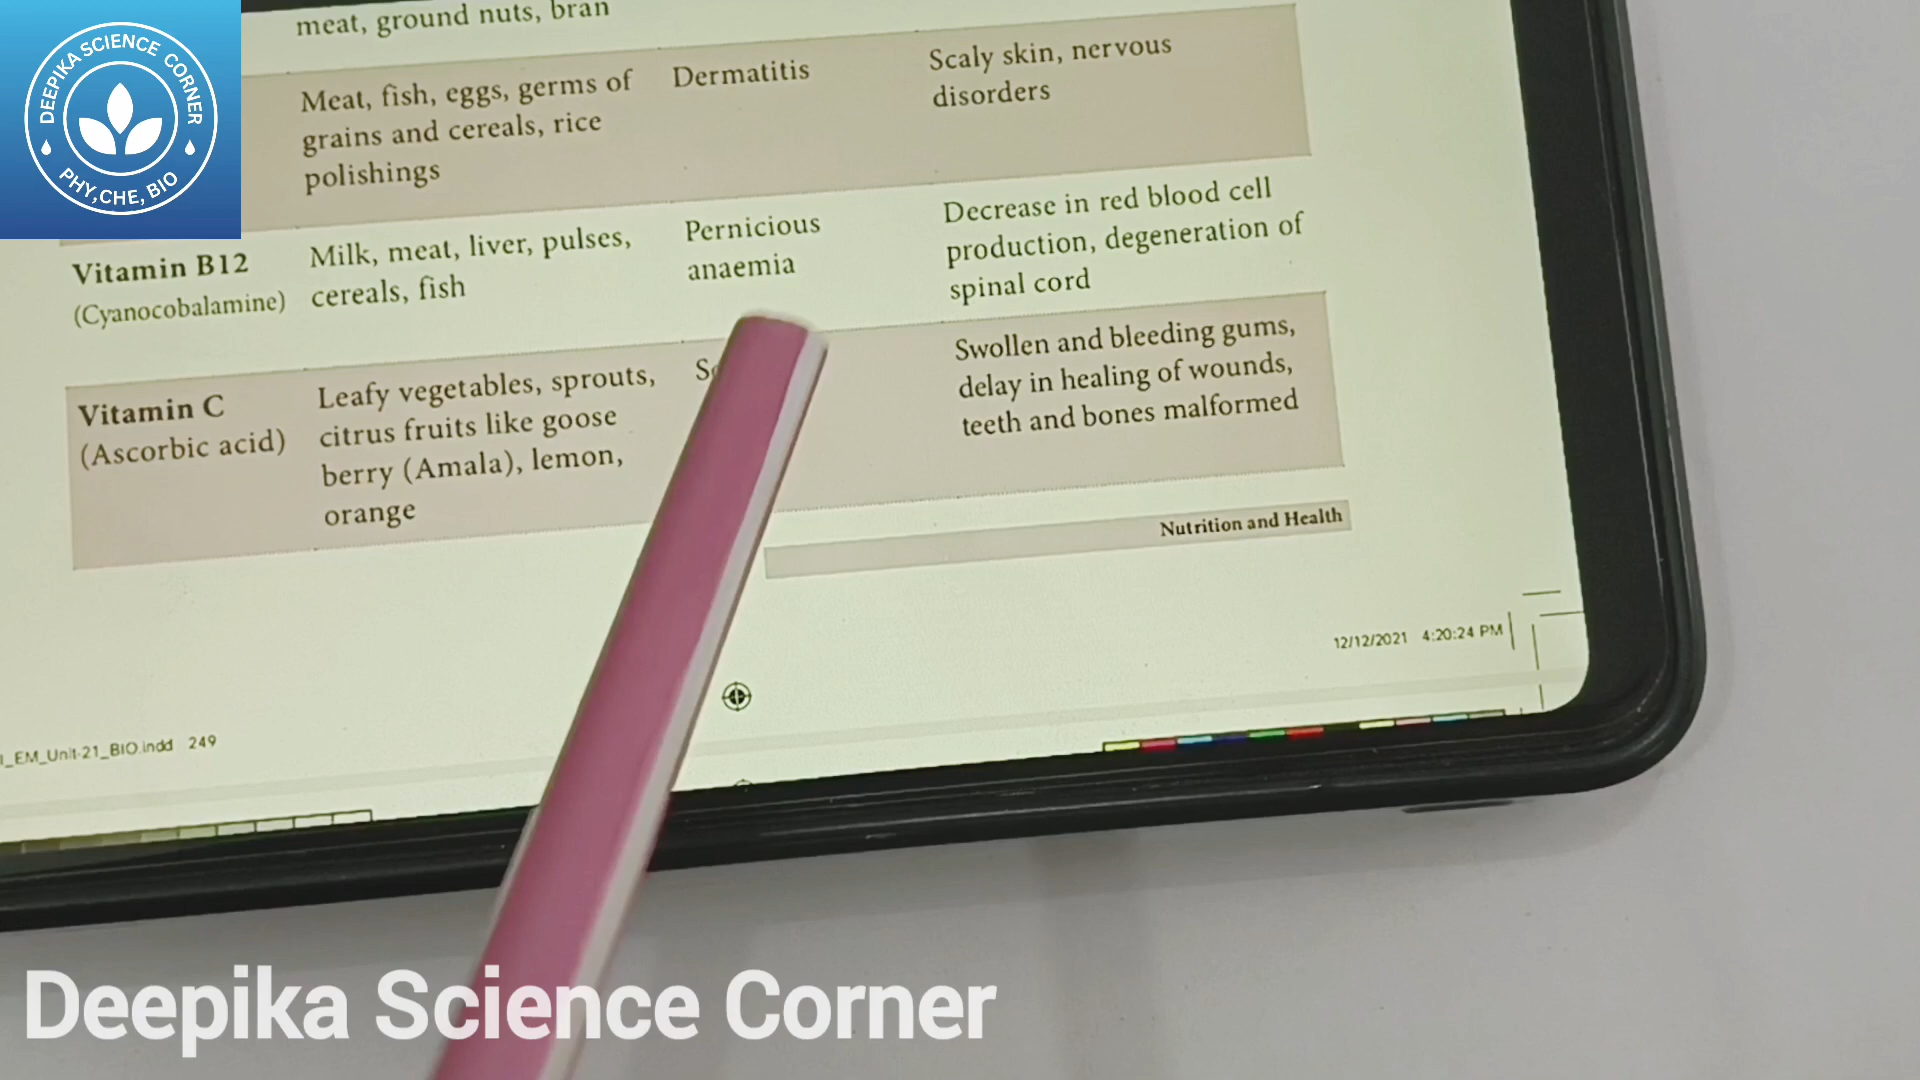 DEEPIKA SCIENCE CORNER
PHY,CHE, BIO
meat, ground nuts, bran
Meat, fish, eggs, germs of
grains and cereals, rice
polishings
Dermatitis
Scaly skin, nervous
disorders
Vitamin B12
(Cyanocobalamine)
Milk, meat, liver, pulses,
cereals, fish
Pernicious
anaemia
Decrease in red blood cell
production, degeneration of
spinal cord
Vitamin C
(Ascorbic acid)
Leafy vegetables, sprouts,
citrus fruits like goose
berry (Amala), lemon,
orange
Swollen and bleeding gums,
delay in healing of wounds,
teeth and bones malformed
Nutrition and Health
12/12/2021 4:20:24 PM
_EM_Unit-21_BIO.indd 249
Deepika Science Corner